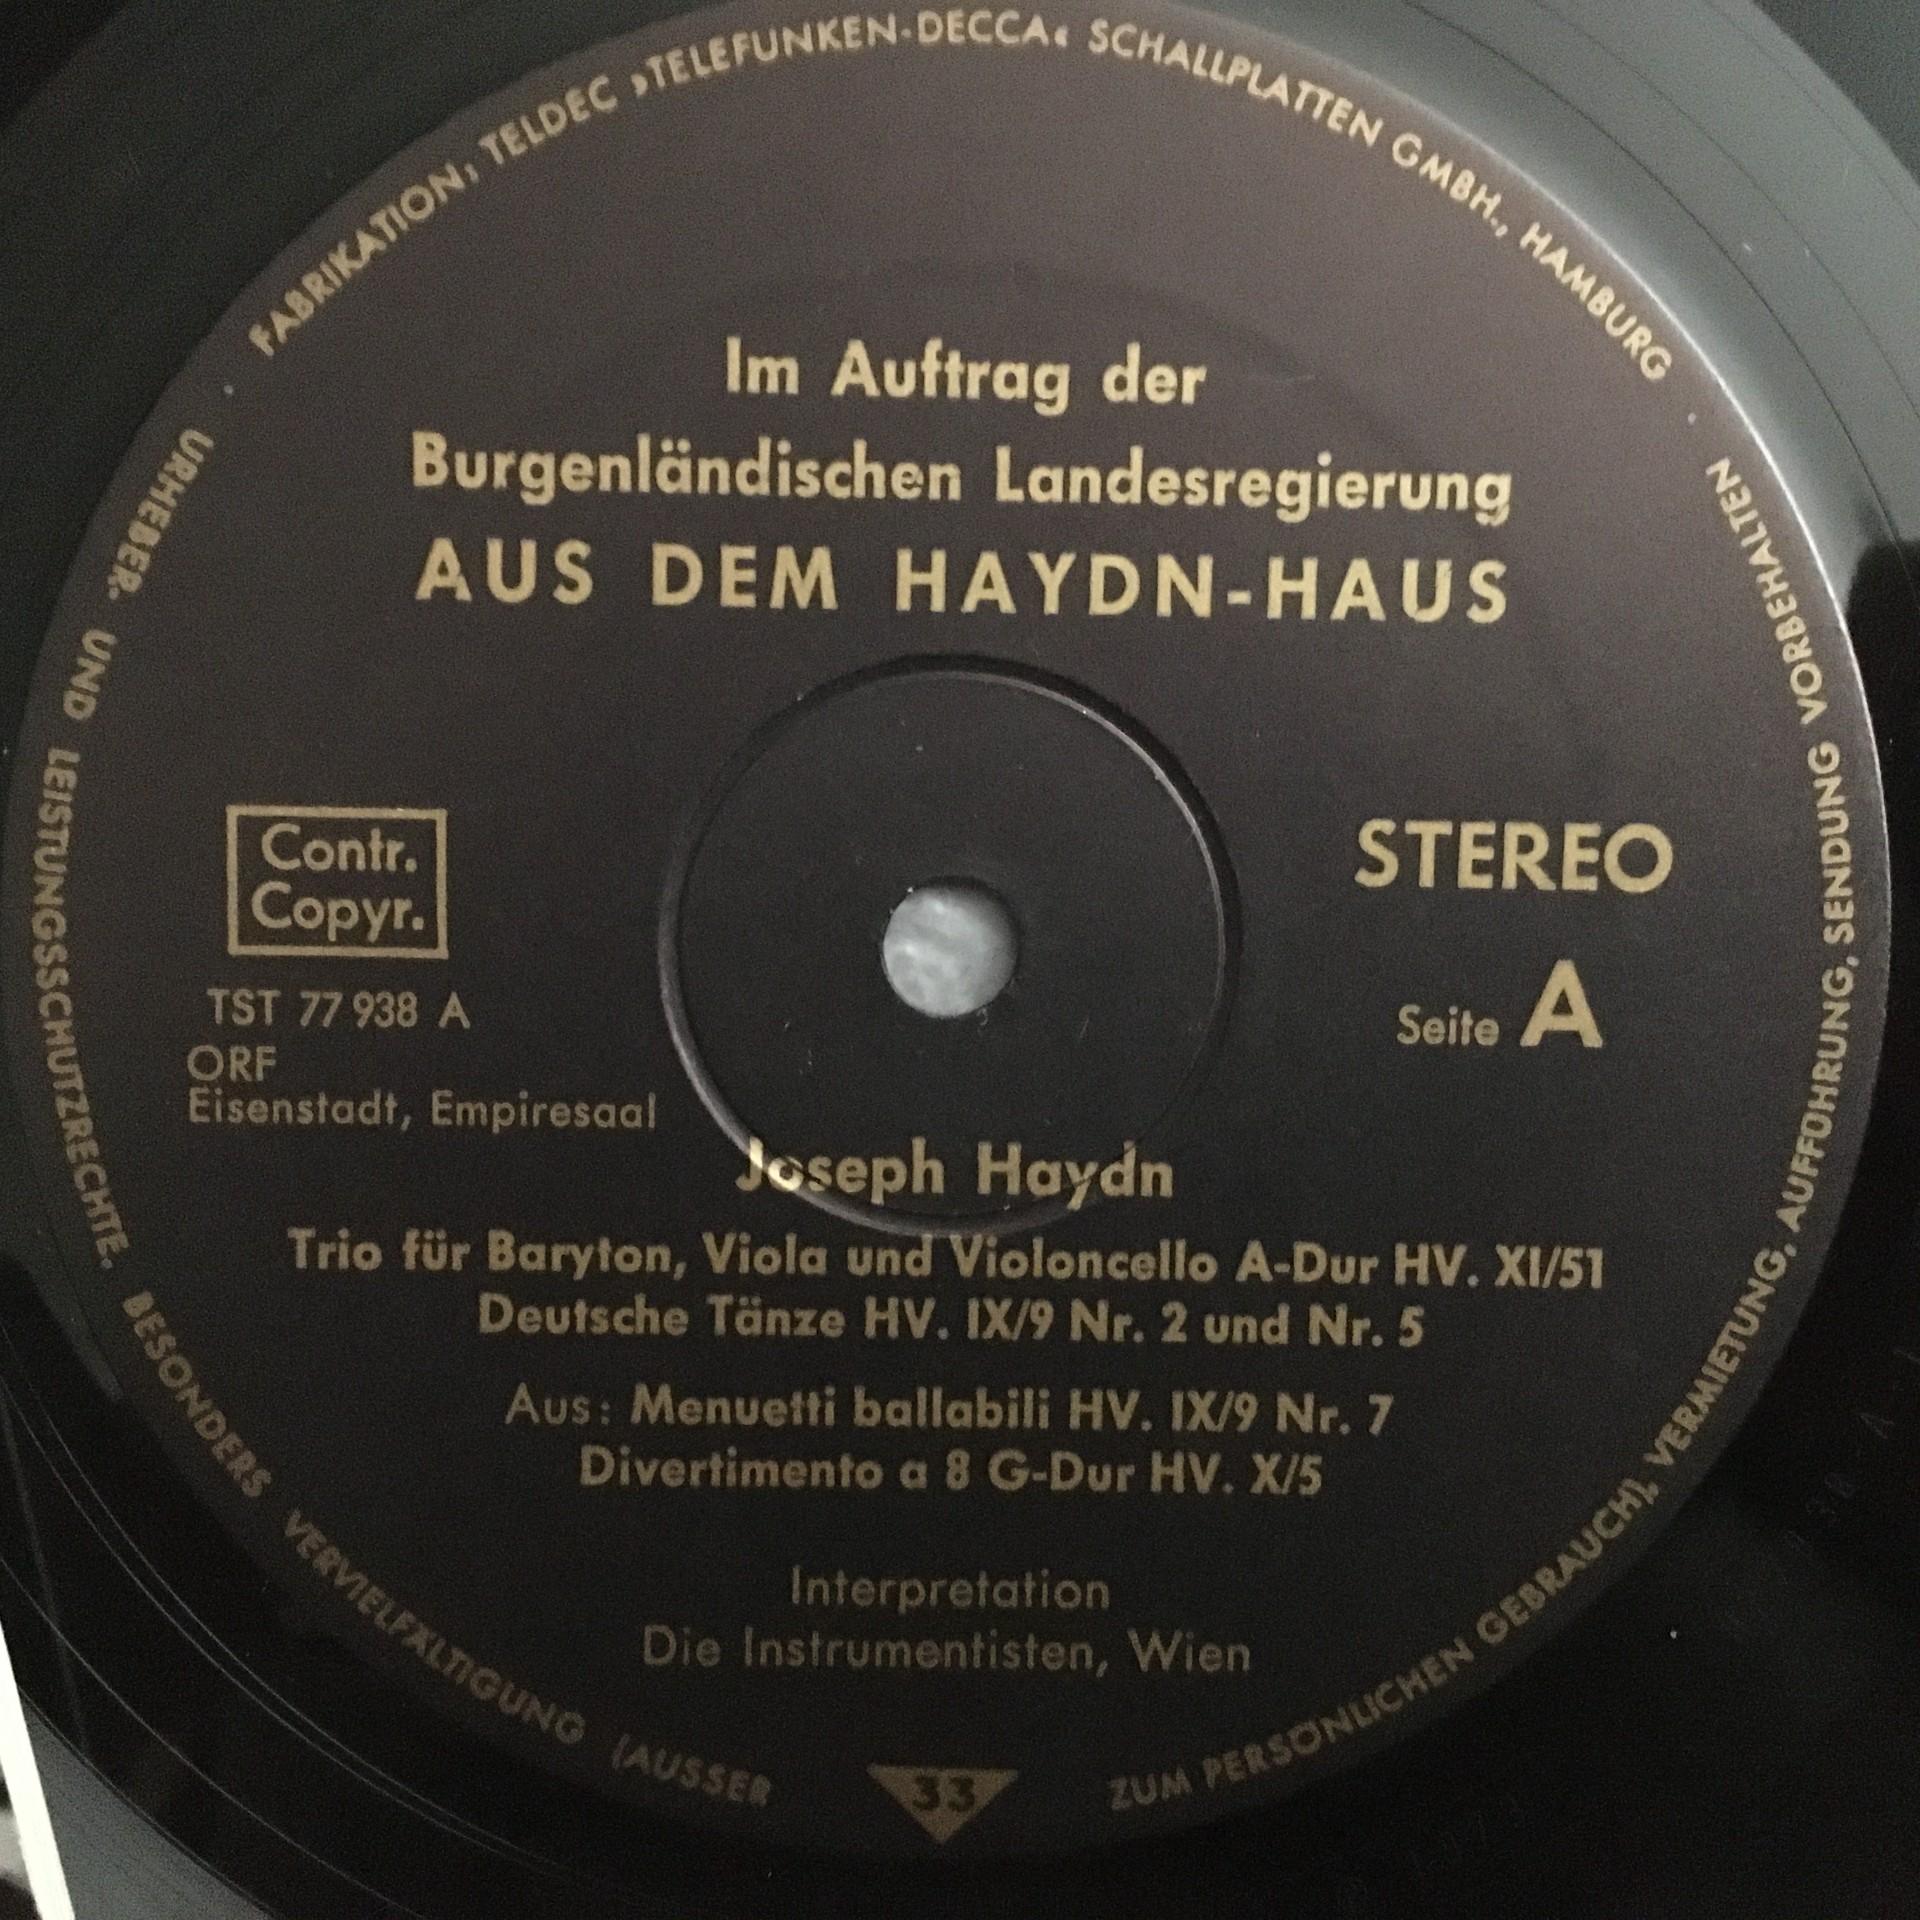 FABRIKATION: TELDEC »TELEFUNKEN-DECCA« SCHALLPLATTEN GMBH., HAMBURG
Im Auftrag der
Burgenländischen Landesregierung
AUS DEM HAYDN-HAUS
Contr.
Copyr.
STEREO
TST 77 938 A
Seite A
ORF
Eisenstadt, Empiresaal
Joseph Haydn
Trio für Baryton, Viola und Violoncello A-Dur HV. XI/51
Deutsche Tänze HV. IX/9 Nr. 2 und Nr. 5
Aus: Menuetti ballabili HV. IX/9 Nr. 7
Divertimento a 8 G-Dur HV. X/5
Interpretation
Die Instrumentisten, Wien
33
URHEBER- UND LEISTUNGSSCHUTZRECHTE. BESONDERS VERVIELFÄLTIGUNG (AUSSER ZUM PERSÖNLICHEN GEBRAUCH), VERMIETUNG, AUFFÜHRUNG, SENDUNG VORBEHALTEN